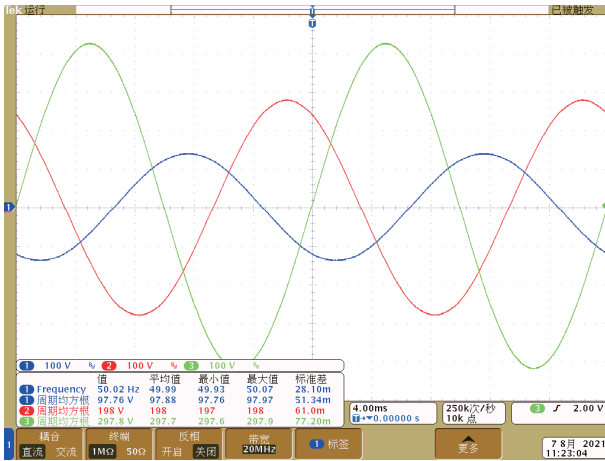 Tek 运行 已被触发
1 100 V 2 100 V 3 100 V
值 平均值 最小值 最大值 标准差
1 Frequency 50.02 Hz 49.99 49.93 50.07 28.10m
1 周期均方根 97.76 V 97.88 97.76 97.97 51.34m
2 周期均方根 198 V 198 197 198 61.0m
3 周期均方根 297.8 V 297.7 297.6 297.9 77.20m
4.00ms
T→▼0.00000 s
250k次/秒
10k 点
3 2.00 V
耦合
直流 交流
终端
1MΩ 50Ω
反相
开启 关闭
带宽
20MHz
1 标签
更多
7 8月 2021
11:23:04